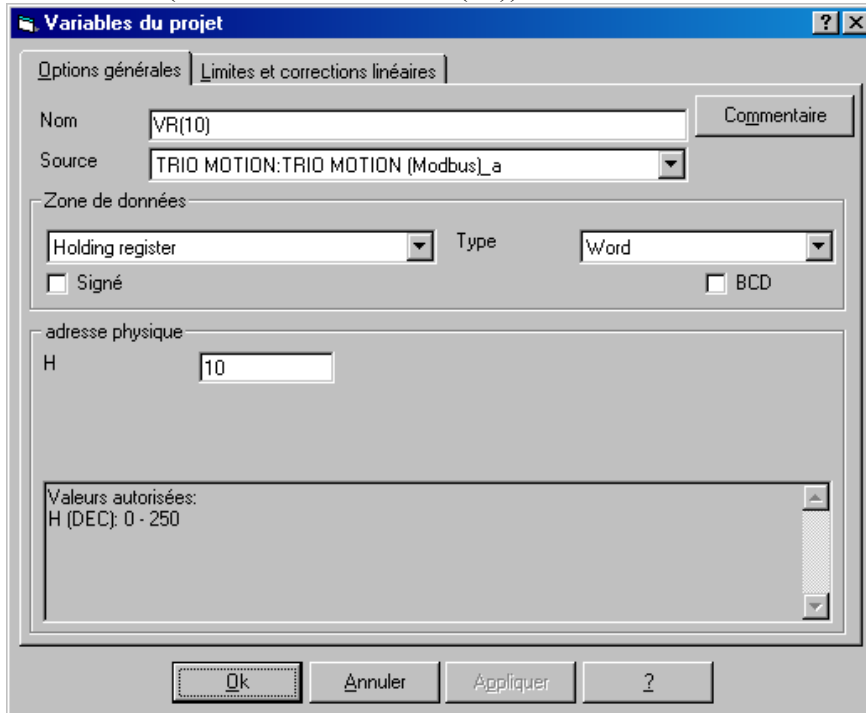 Variables du projet
Options générales Limites et corrections linéaires
Nom VR(10) Commentaire
Source TRIO MOTION:TRIO MOTION (Modbus)_a
Zone de données
Holding register Type Word
Signé BCD
adresse physique
H 10
Valeurs autorisées:
H (DEC): 0 - 250
Ok Annuler Appliquer ?